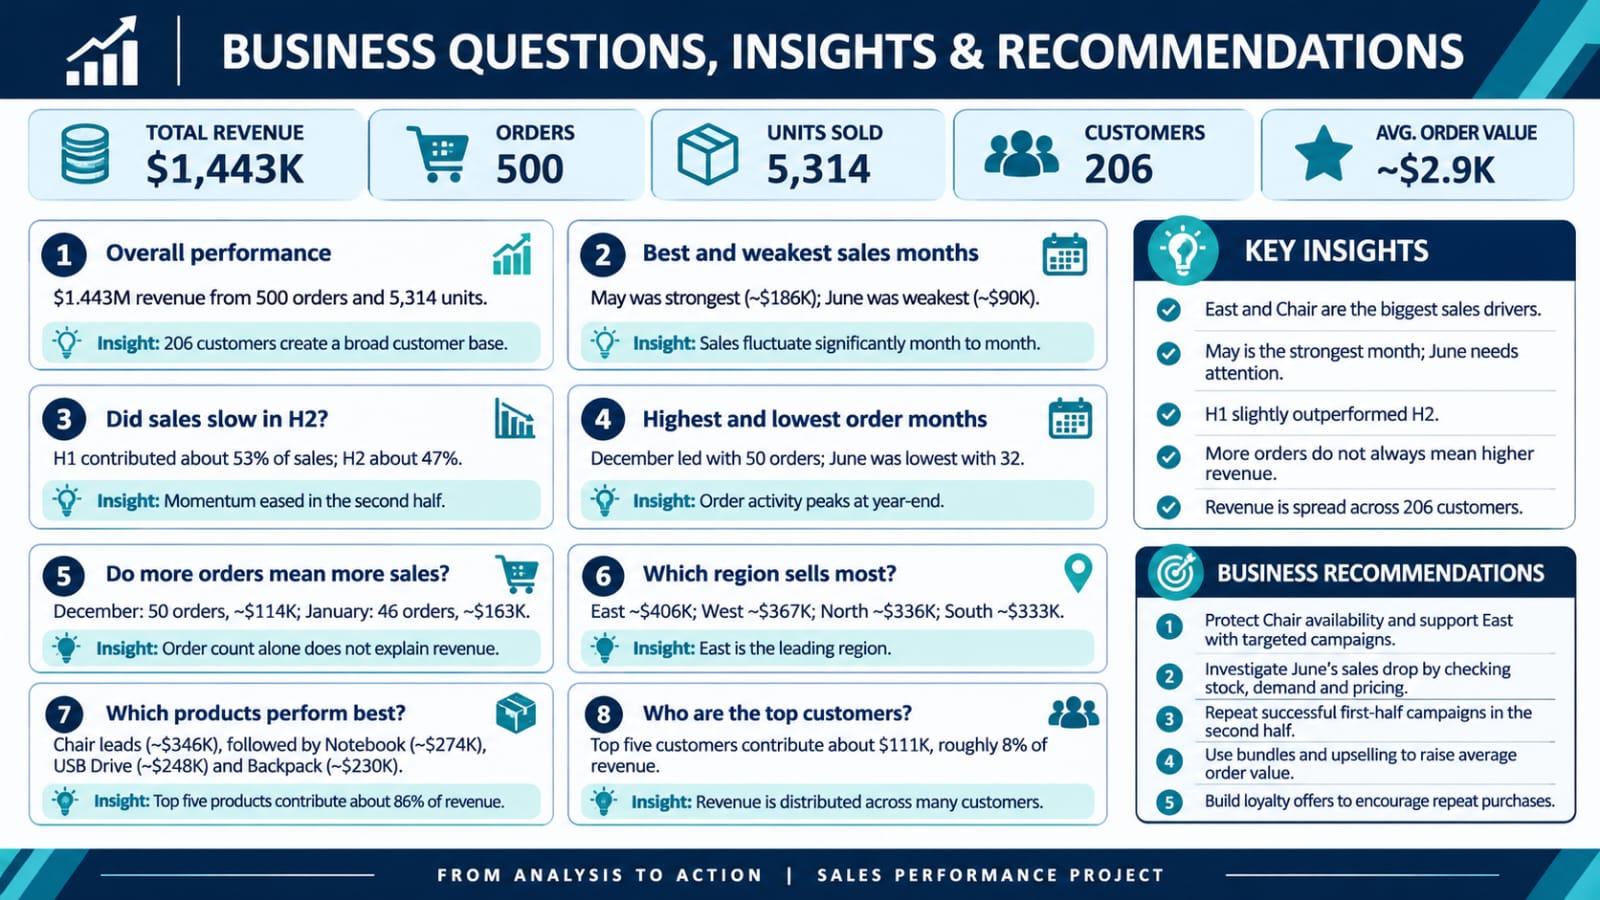 BUSINESS QUESTIONS, INSIGHTS & RECOMMENDATIONS
TOTAL REVENUE
$1,443K
ORDERS
500
UNITS SOLD
5,314
CUSTOMERS
206
AVG. ORDER VALUE
~$2.9K
1 Overall performance
$1.443M revenue from 500 orders and 5,314 units.
Insight: 206 customers create a broad customer base.
2 Best and weakest sales months
May was strongest (~$186K); June was weakest (~$90K).
Insight: Sales fluctuate significantly month to month.
3 Did sales slow in H2?
H1 contributed about 53% of sales; H2 about 47%.
Insight: Momentum eased in the second half.
4 Highest and lowest order months
December led with 50 orders; June was lowest with 32.
Insight: Order activity peaks at year-end.
5 Do more orders mean more sales?
December: 50 orders, ~$114K; January: 46 orders, ~$163K.
Insight: Order count alone does not explain revenue.
6 Which region sells most?
East ~$406K; West ~$367K; North ~$336K; South ~$333K.
Insight: East is the leading region.
7 Which products perform best?
Chair leads (~$346K), followed by Notebook (~$274K),
USB Drive (~$248K) and Backpack (~$230K).
Insight: Top five products contribute about 86% of revenue.
8 Who are the top customers?
Top five customers contribute about $111K, roughly 8% of
revenue.
Insight: Revenue is distributed across many customers.
KEY INSIGHTS
East and Chair are the biggest sales drivers.
May is the strongest month; June needs
attention.
H1 slightly outperformed H2.
More orders do not always mean higher
revenue.
Revenue is spread across 206 customers.
BUSINESS RECOMMENDATIONS
1 Protect Chair availability and support East
with targeted campaigns.
2 Investigate June's sales drop by checking
stock, demand and pricing.
3 Repeat successful first-half campaigns in the
second half.
4 Use bundles and upselling to raise average
order value.
5 Build loyalty offers to encourage repeat purchases.
FROM ANALYSIS TO ACTION | SALES PERFORMANCE PROJECT